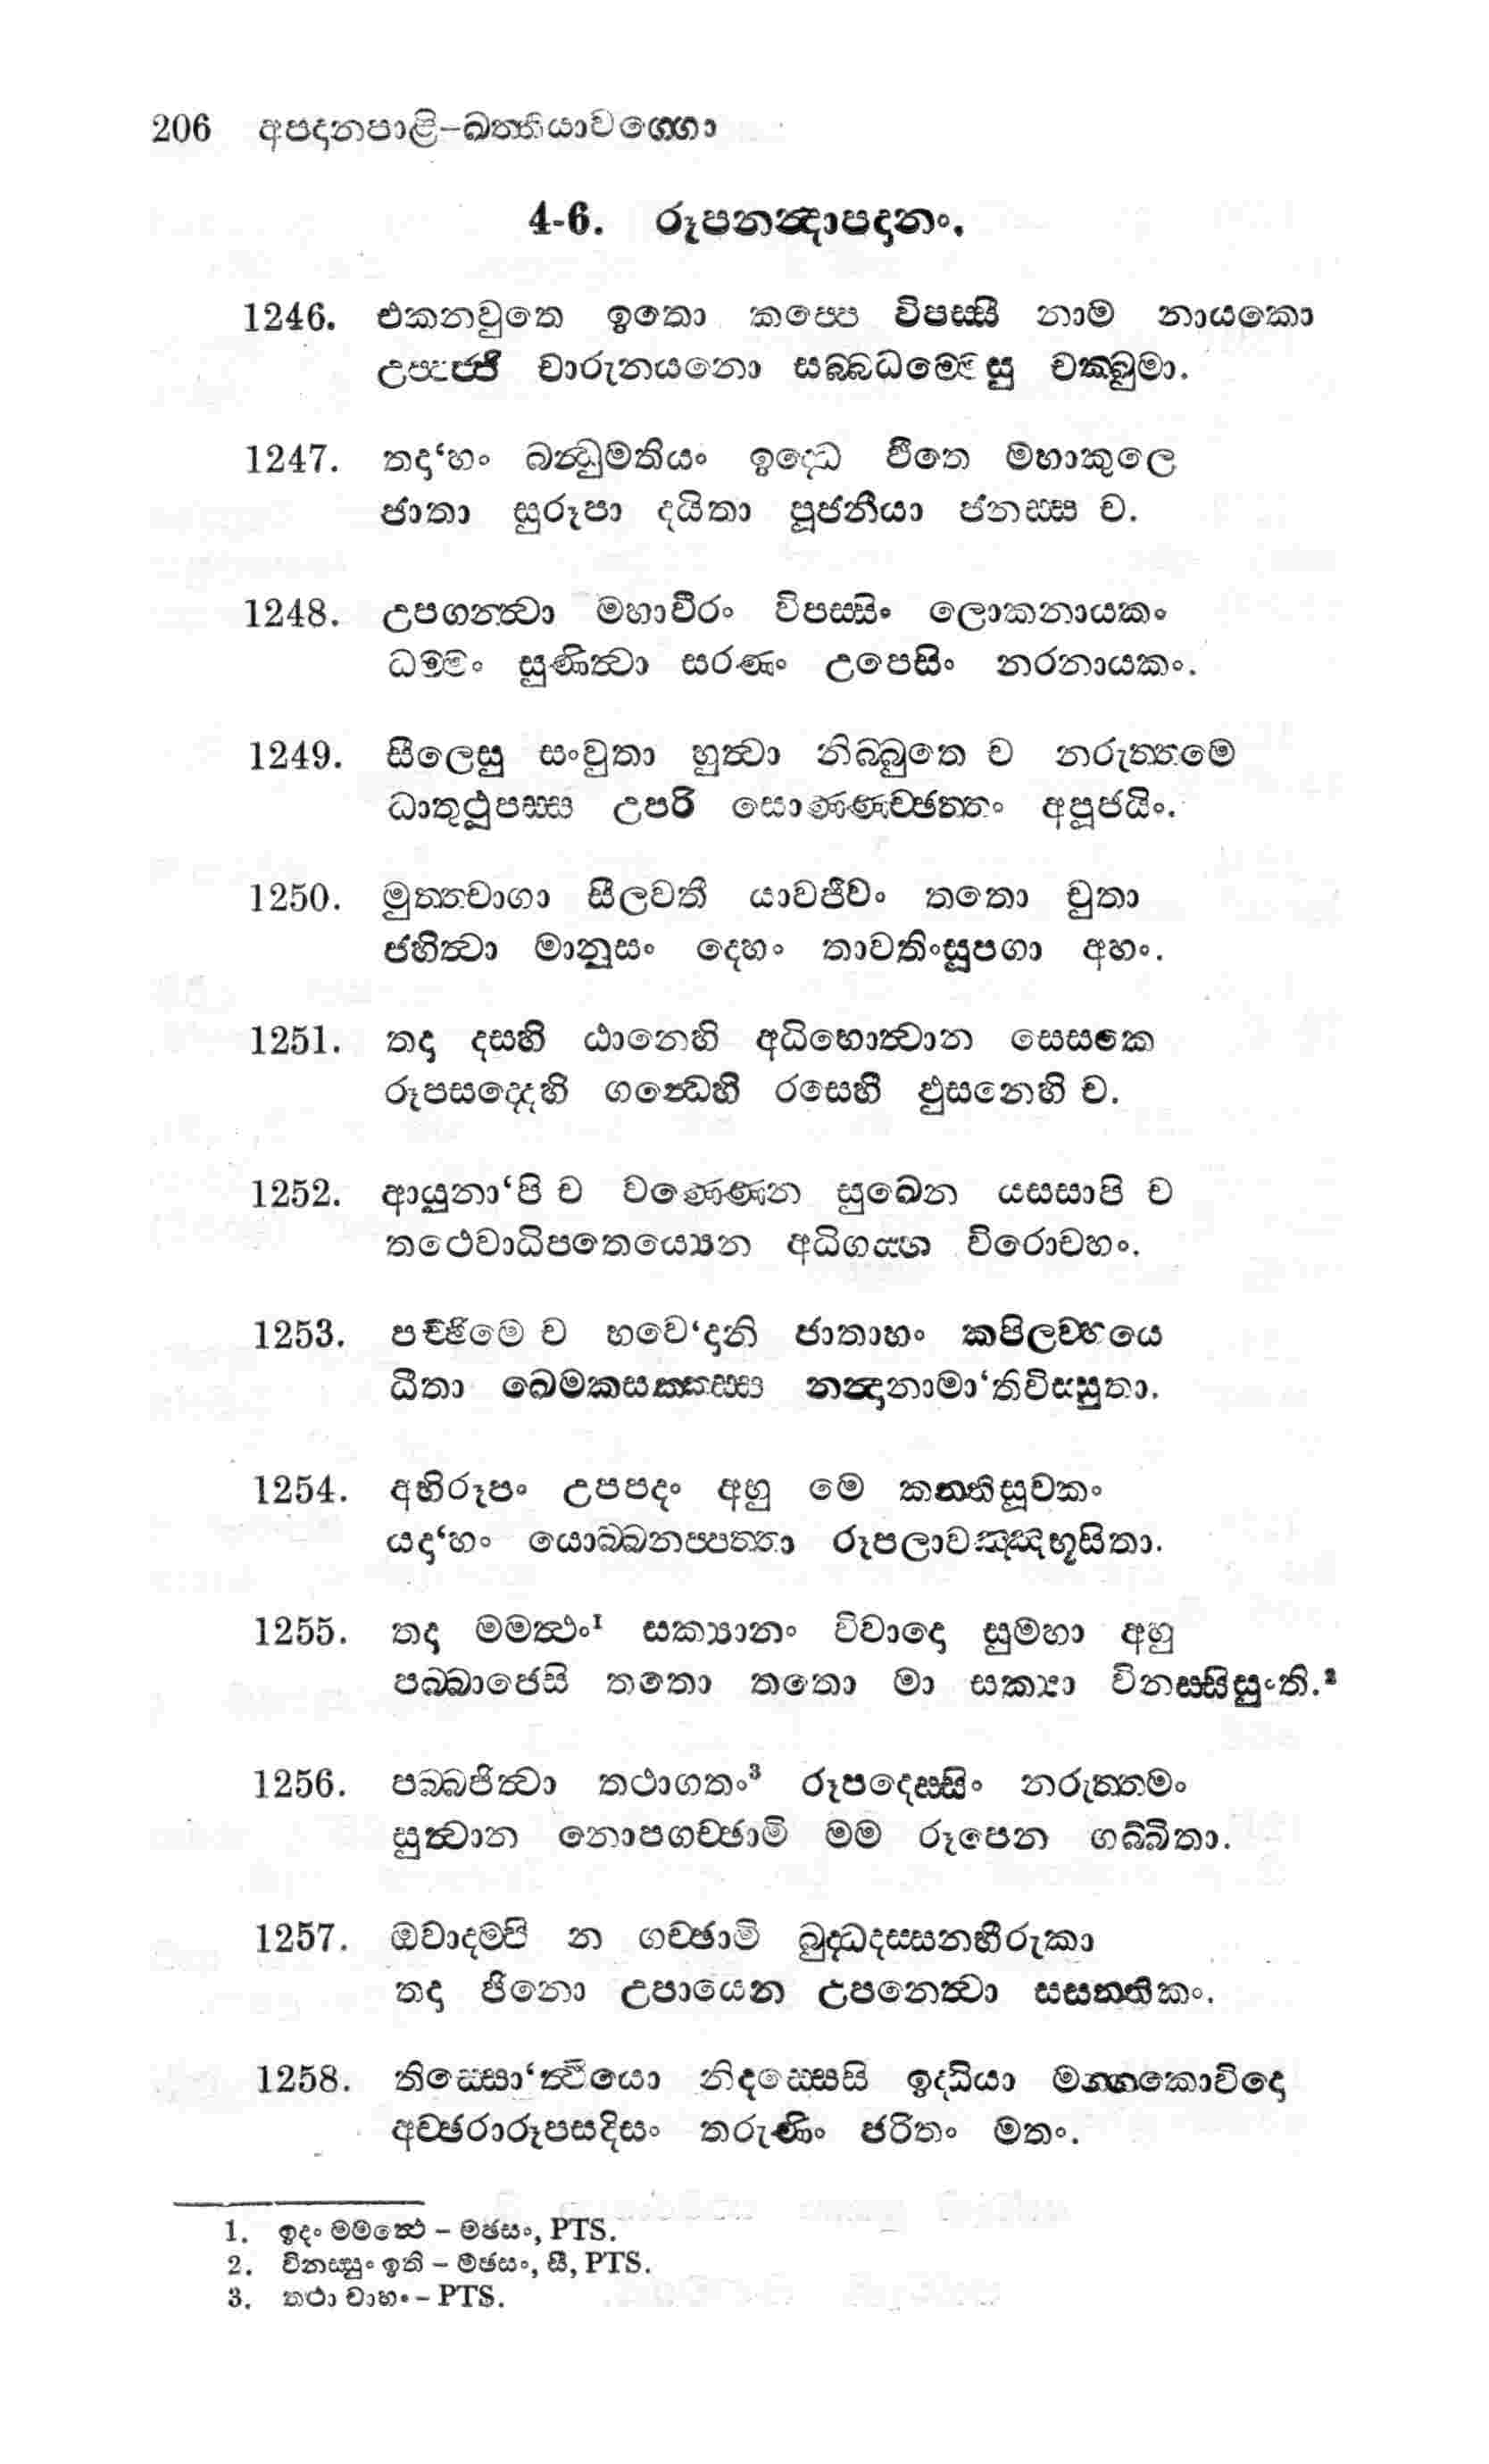 206 අපදානපාළි-ඛත්තියාවග්ගො
4-6. රූපනන්දාපදානං.
1246. එකනවුතෙ ඉතො කප්පෙ විපස්සී නාම නායකො
උප්පජ්ජි චාරුනයනො සබ්බධම්මෙසු චක්ඛුමා.
1247. තදා‘හං බන්ධුමතියං ඉද්ධෙ ඵීතෙ මහාකුලෙ
ජාතා සුරූපා දයිතා පූජනීයා ජනස්ස ච.
1248. උපගන්ත්වා මහාවීරං විපස්සිං ලොකනායකං
ධම්මං සුණිත්වා සරණං උපෙසිං නරනායකං.
1249. සීලෙසු සංවුතා හුත්වා නිබ්බුතෙ ච නරුත්තමෙ
ධාතුථූපස්ස උපරි සොණ්ණච්ඡත්තං අපූජයිං.
1250. මුත්තචාගා සීලවතී යාවජීවං තතො චුතා
ජහිත්වා මානුසං දෙහං තාවතිංසූපගා අහං.
1251. තදා දසහි ඨානෙහි අධිභොත්වාන සෙසකෙ
රූපසද්දෙහි ගන්ධෙහි රසෙහි ඵුසනෙහි ච.
1252. ආයුනා‘පි ච වණ්ණෙන සුඛෙන යසසාපි ච
තථෙවාධිපතෙය්‍යෙන අධිගය්හ විරොචහං.
1253. පච්ඡිමෙ ච භවෙ‘දානි ජාතාහං කපිලව්හයෙ
ධීතා ඛෙමකසක්කස්ස නන්දානාමා‘තිවිස්සුතා.
1254. අභිරූපං උපපදං අහු මෙ කන්තිසූචකං
යදා‘හං යොබ්බනප්පත්තා රූපලාවඤ්ඤභූසිතා.
1255. තදා මමත්ථං¹ සක්‍යානං විවාදො සුමහා අහු
පබ්බාජෙසි තතො තාතො මා සක්‍යා විනස්සිසුංති.²
1256. පබ්බජිත්වා තථාගතං³ රූපදෙස්සිං නරුත්තමං
සුත්වාන නොපගච්ඡාමි මම රූපෙන ගබ්බිතා.
1257. ඔවාදම්පි න ගච්ඡාමි බුද්ධදස්සනභීරුකා
තදා ජිනො උපායෙන උපනෙත්වා සසන්තිකං.
1258. තිස්සො‘ත්ථියො නිදස්සෙසි ඉද්ධියා මග්ගකොවිදො
අච්ඡරාරූපසදිසං තරුණිං ජරිතං මතං.
1. ඉදං මමත්ථෙ – මඡසං, PTS.
2. විනස්සුං ඉති – මඡසං, සී, PTS.
3. තථා චාහං – PTS.